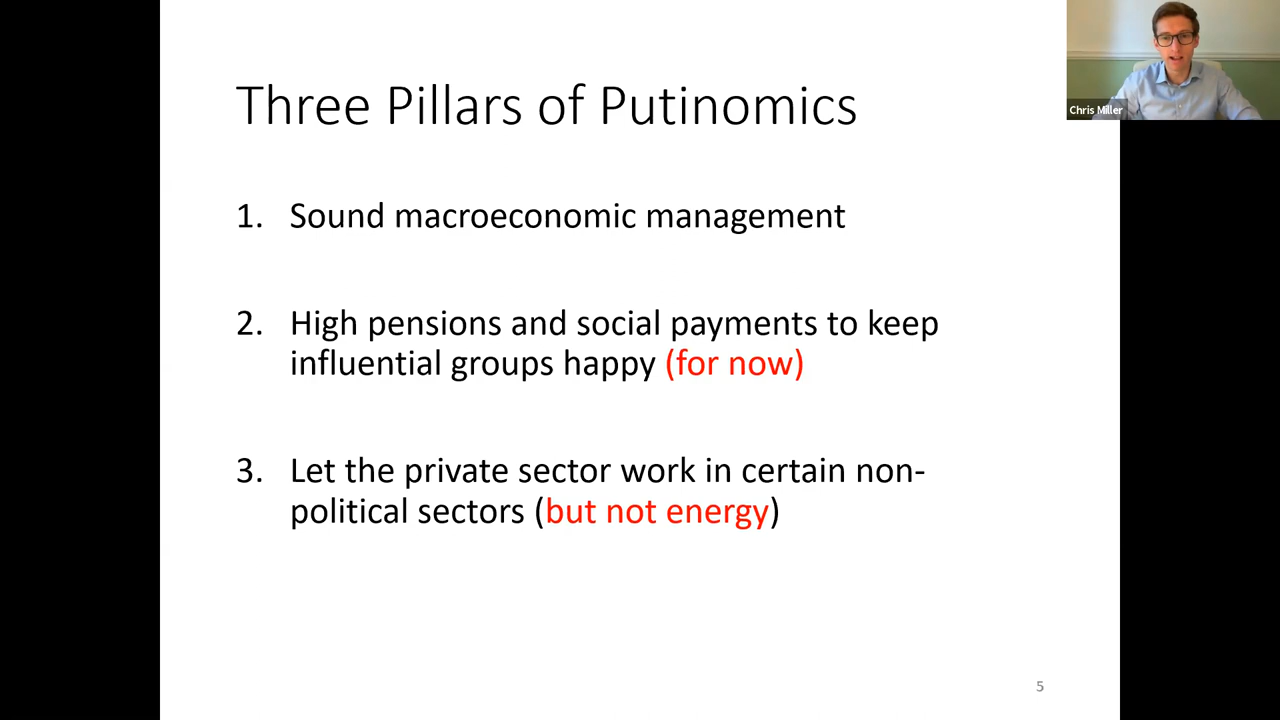 Three Pillars of Putinomics
Chris Miller
1. Sound macroeconomic management
2. High pensions and social payments to keep
influential groups happy (for now)
3. Let the private sector work in certain non-
political sectors (but not energy)
5